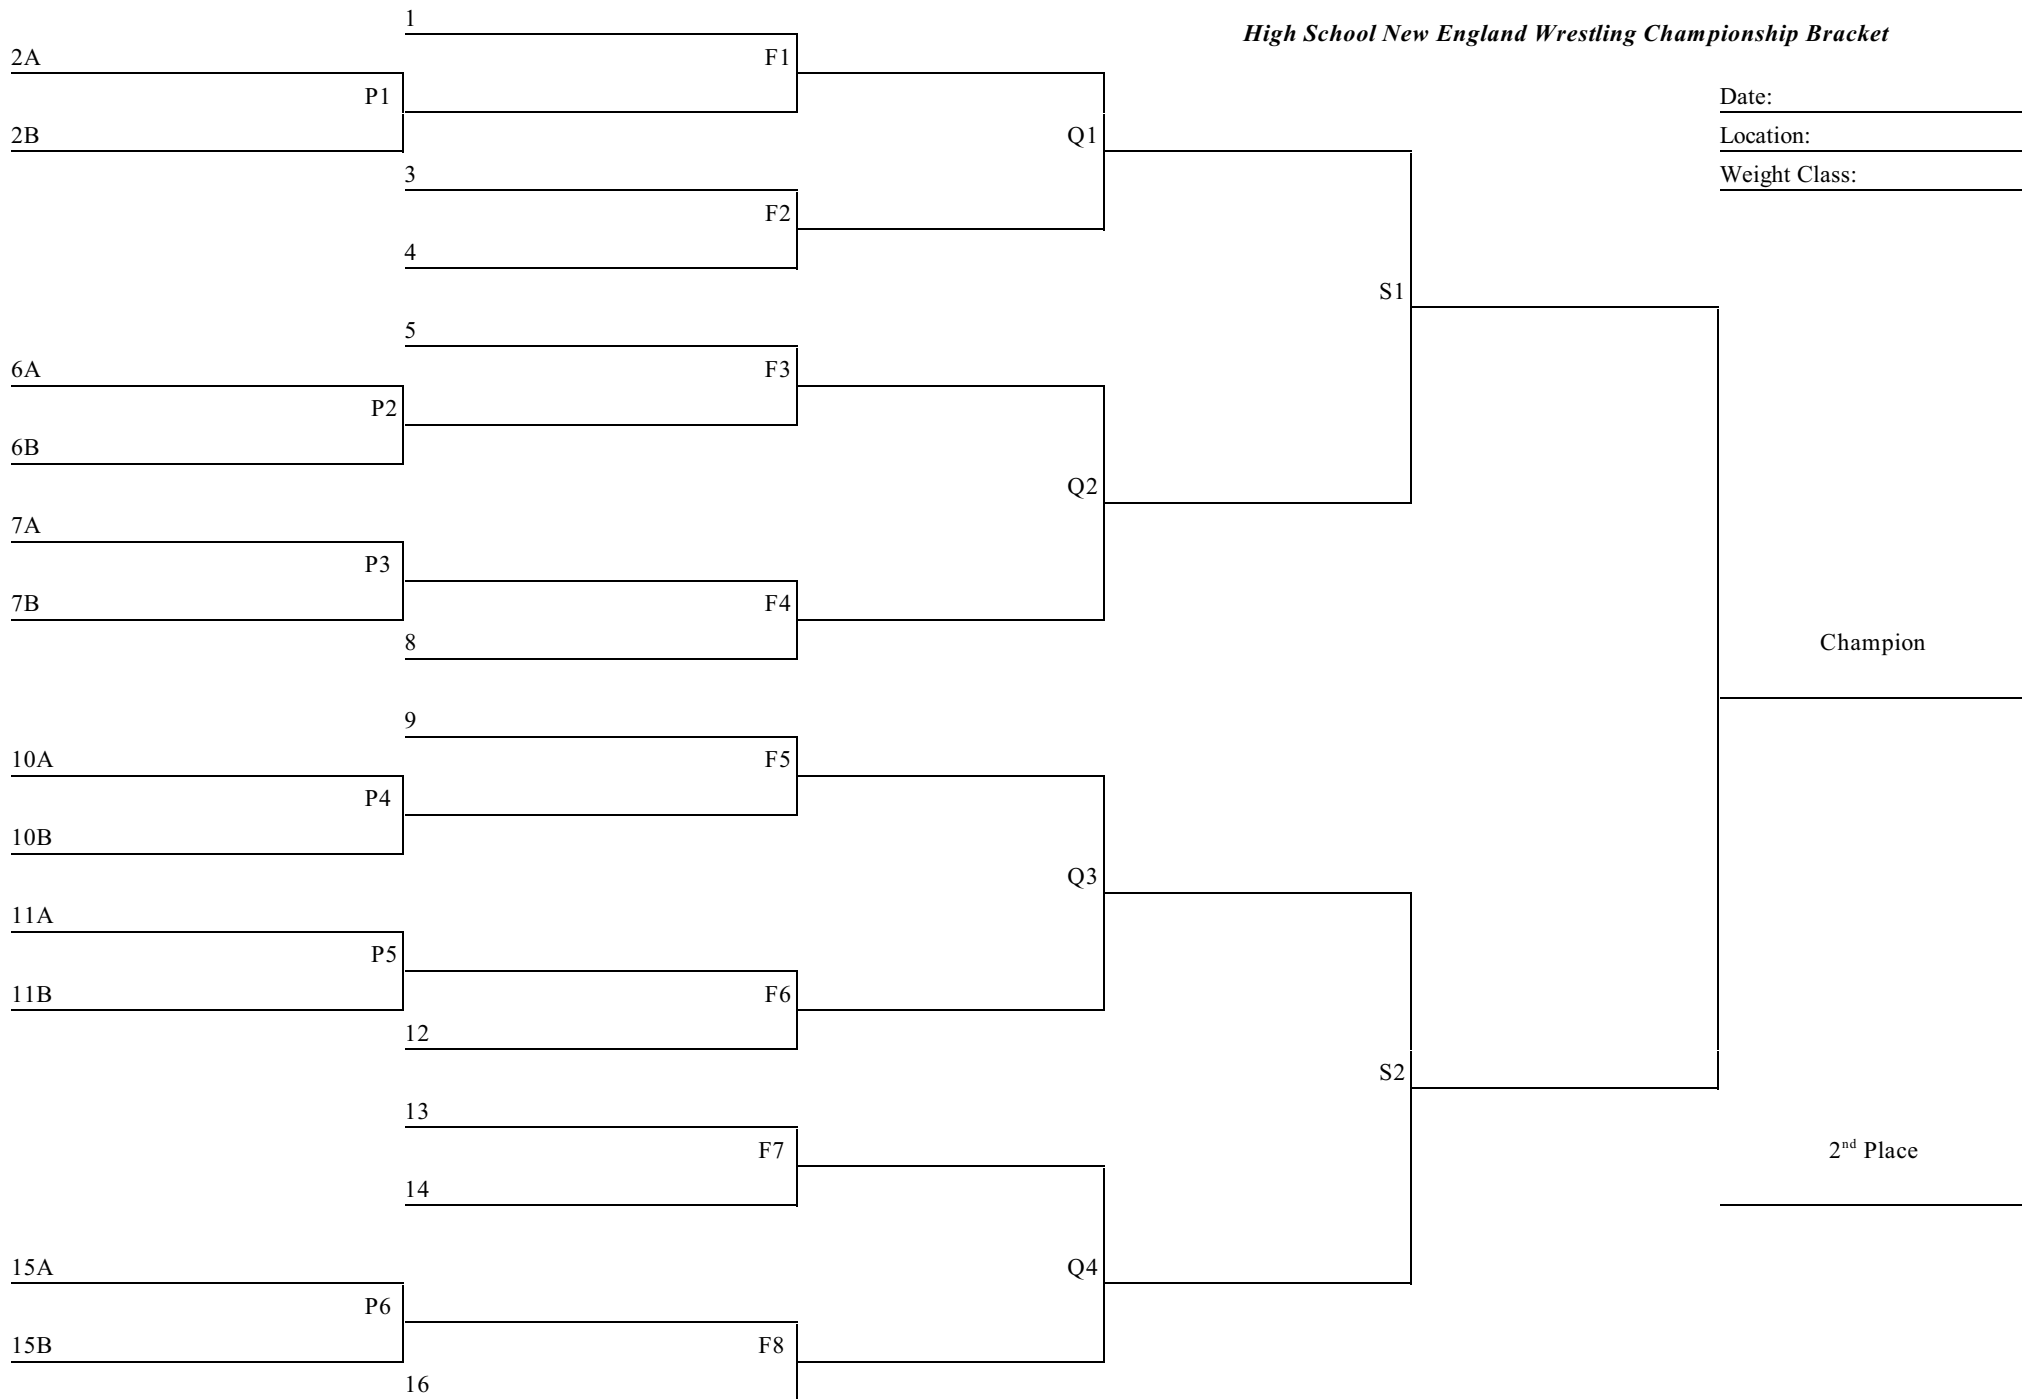 High School New England Wrestling Championship Bracket
Date:
Location:
Weight Class:
1
2A
F1
P1
2B
Q1
3
F2
4
S1
5
6A
F3
P2
6B
Q2
7A
P3
7B
F4
8
Champion
9
10A
F5
P4
10B
Q3
11A
P5
11B
F6
12
S2
13
F7
2nd Place
14
15A
Q4
P6
15B
F8
16